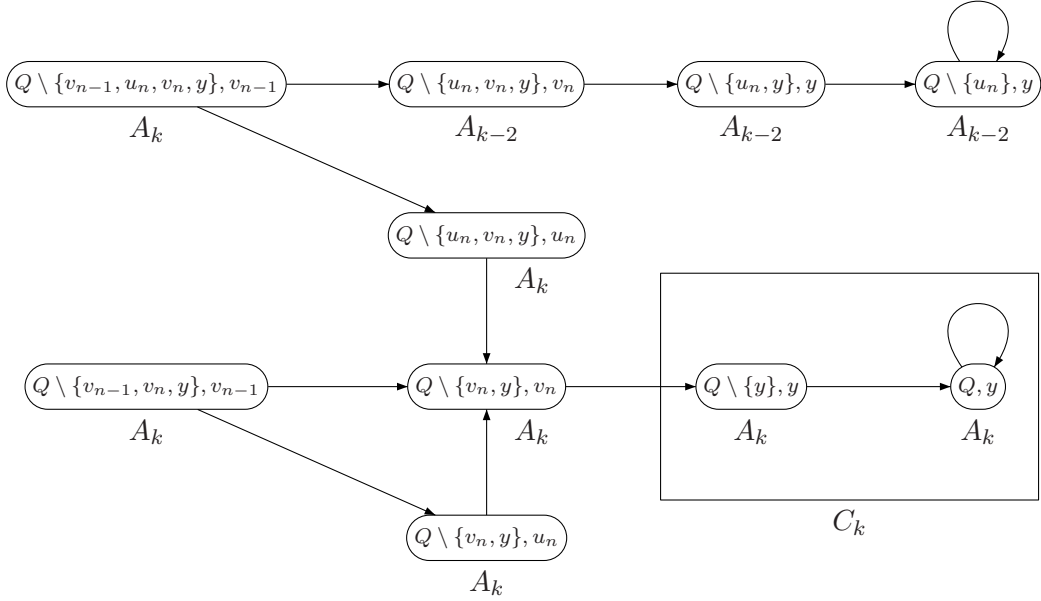 Q \ {v_{n−1}, u_n, v_n, y}, v_{n−1}
A_k
Q \ {u_n, v_n, y}, v_n
A_{k−2}
Q \ {u_n, y}, y
A_{k−2}
Q \ {u_n}, y
A_{k−2}
Q \ {u_n, v_n, y}, u_n
A_k
Q \ {v_{n−1}, v_n, y}, v_{n−1}
A_k
Q \ {v_n, y}, v_n
A_k
Q \ {y}, y
A_k
Q, y
A_k
C_k
Q \ {v_n, y}, u_n
A_k